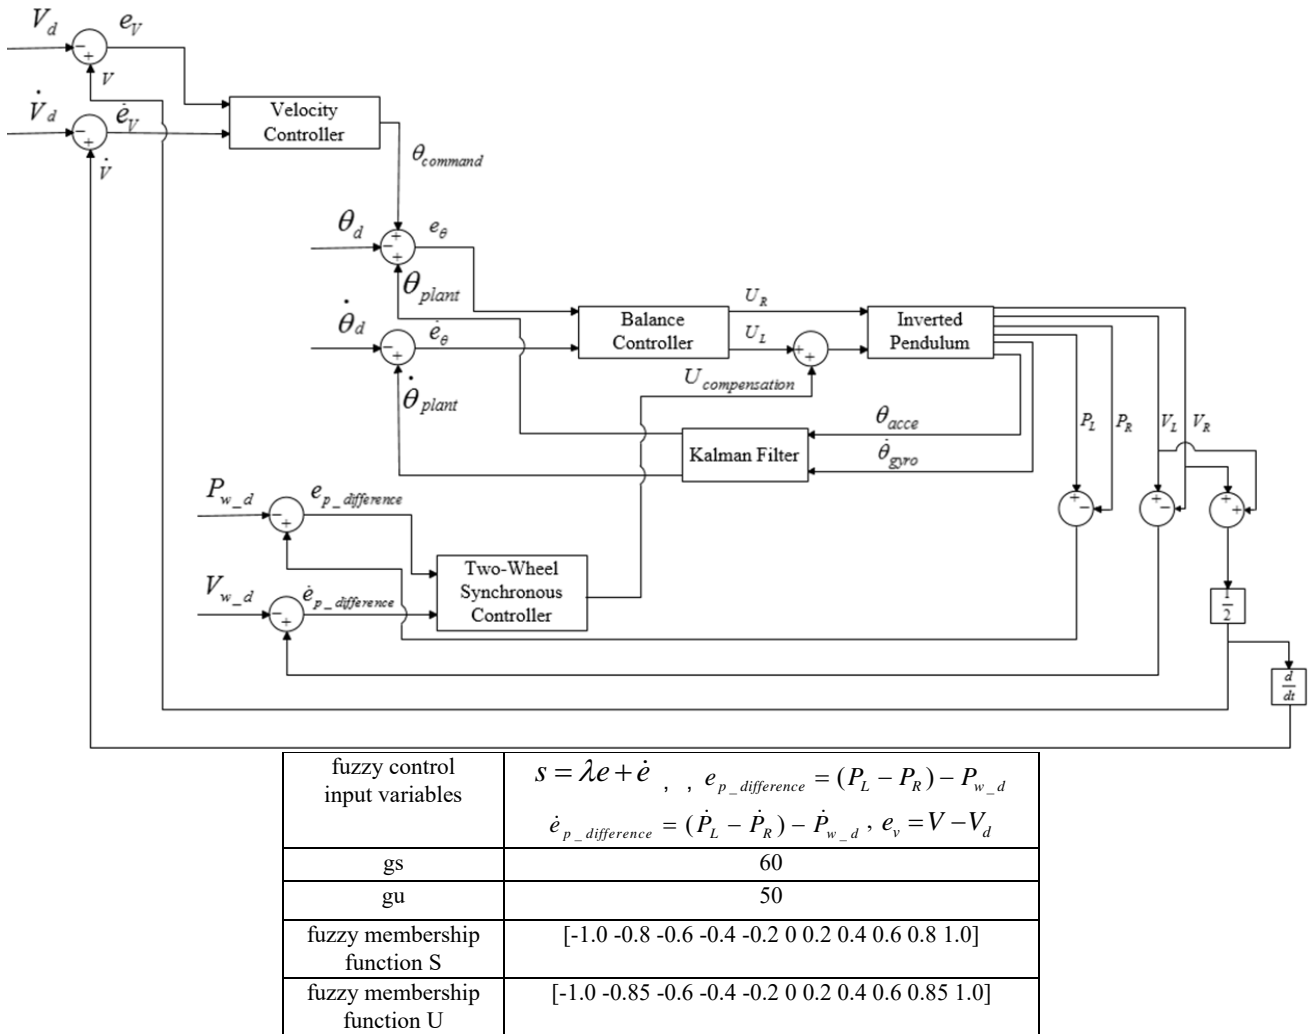 V_d
e_V
V
V̇_d
ė_V
V̇
Velocity
Controller
θ_command
θ_d
e_θ
θ_plant
θ̇_d
ė_θ
θ̇_plant
Balance
Controller
U_R
U_L
U_compensation
Inverted
Pendulum
θ_acce
θ̇_gyro
Kalman Filter
P_L
P_R
V_L
V_R
P_w_d
e_p_difference
V_w_d
ė_p_difference
Two-Wheel
Synchronous
Controller
1/2
d/dt
fuzzy control
input variables
s = λe + ė , , e_p_difference = (P_L − P_R) − P_w_d
ė_p_difference = (Ṗ_L − Ṗ_R) − Ṗ_w_d , e_v = V − V_d
gs
60
gu
50
fuzzy membership
function S
[-1.0 -0.8 -0.6 -0.4 -0.2 0 0.2 0.4 0.6 0.8 1.0]
fuzzy membership
function U
[-1.0 -0.85 -0.6 -0.4 -0.2 0 0.2 0.4 0.6 0.85 1.0]